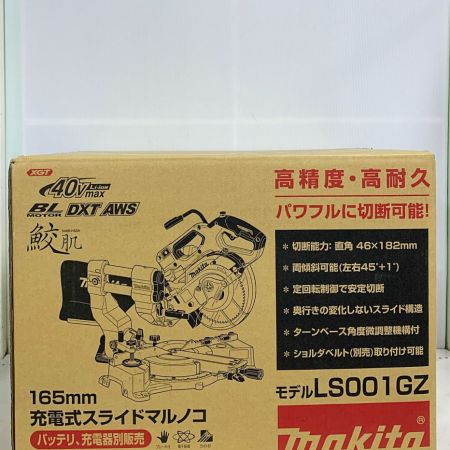 XGT
40Vmax Li-ion
BL MOTOR DXT AWS
鮫肌
高精度・高耐久
パワフルに切断可能!
＊切断能力: 直角 46×182mm
＊両傾斜可能(左右45°+1°)
＊定回転制御で安定切断
＊奥行きの変化しないスライド構造
＊ターンベース角度微調整機構付
＊ショルダベルト(別売)取り付け可能
モデルLS001GZ
165mm
充電式スライドマルノコ
バッテリ、充電器別販売
makita